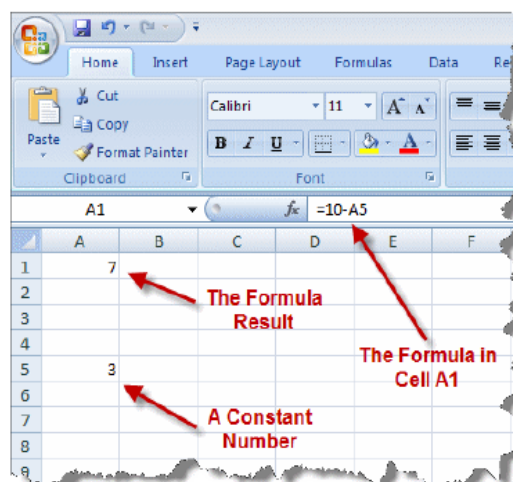 Home Insert Page Layout Formulas Data Re
Cut
Calibri 11 A A
Copy
Paste
Format Painter
B I U A
Clipboard Font
A1 fx =10-A5
A B C D E F
1 7
2
The Formula
3
Result
4
The Formula in
5 3
Cell A1
6
A Constant
7
Number
8
9